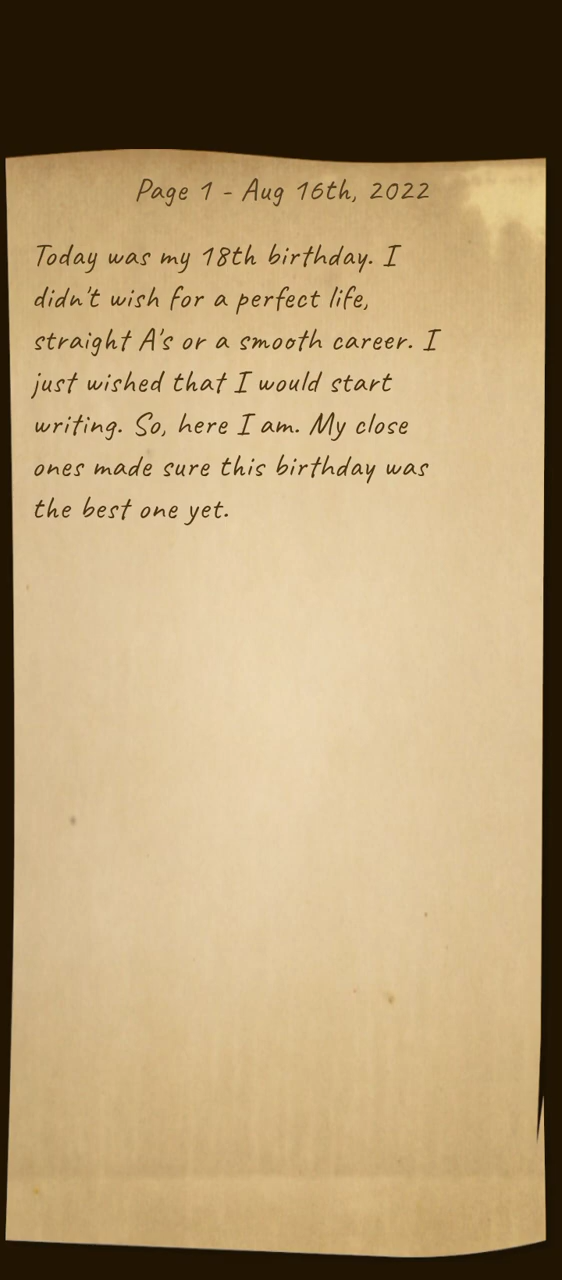 Page 1 - Aug 16th, 2022
Today was my 18th birthday. I
didn't wish for a perfect life,
straight A's or a smooth career. I
just wished that I would start
writing. So, here I am. My close
ones made sure this birthday was
the best one yet.